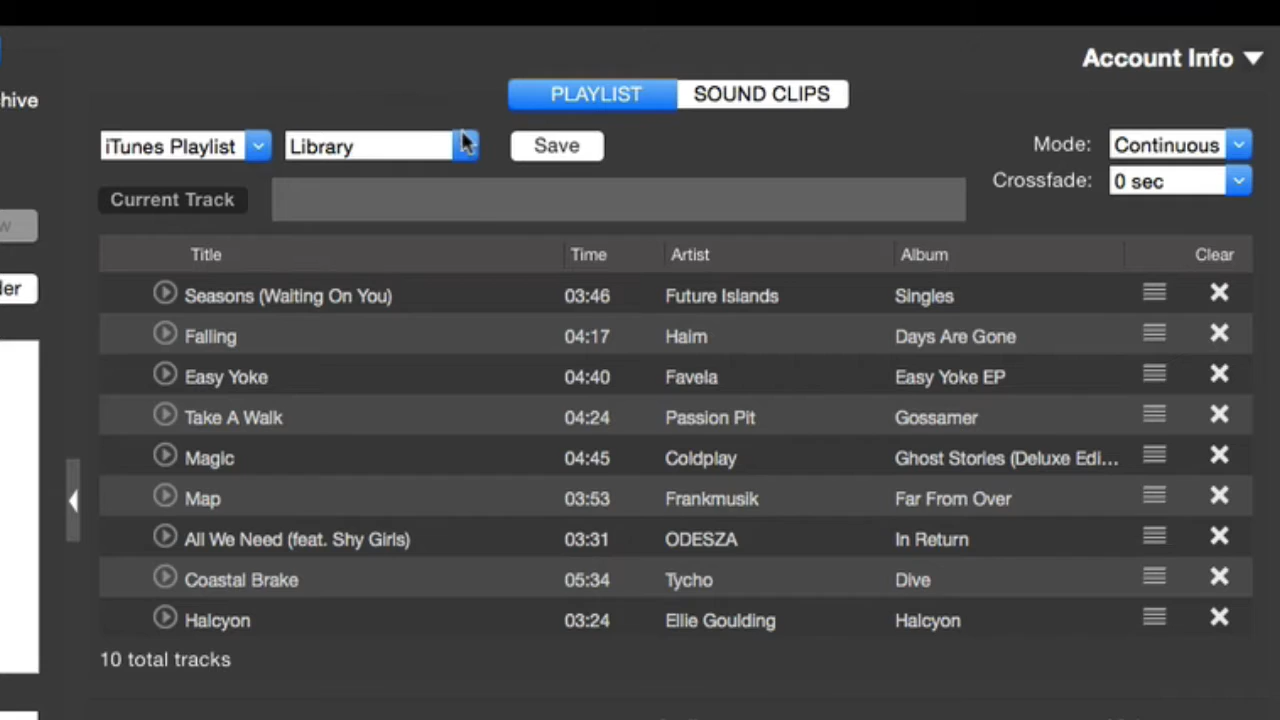 Account Info
hive
PLAYLIST SOUND CLIPS
iTunes Playlist Library Save Mode: Continuous
Crossfade: 0 sec
Current Track
w
der
Title Time Artist Album Clear
Seasons (Waiting On You) 03:46 Future Islands Singles
Falling 04:17 Haim Days Are Gone
Easy Yoke 04:40 Favela Easy Yoke EP
Take A Walk 04:24 Passion Pit Gossamer
Magic 04:45 Coldplay Ghost Stories (Deluxe Edi...
Map 03:53 Frankmusik Far From Over
All We Need (feat. Shy Girls) 03:31 ODESZA In Return
Coastal Brake 05:34 Tycho Dive
Halcyon 03:24 Ellie Goulding Halcyon
10 total tracks